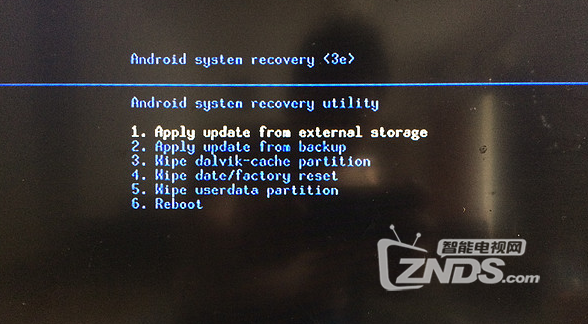 Android system recovery <3e>
Android system recovery utility
1. Apply update from external storage
2. Apply update from backup
3. Wipe dalvik-cache partition
4. Wipe date/factory reset
5. Wipe userdata partition
6. Reboot
智能电视网
ZNDS.com